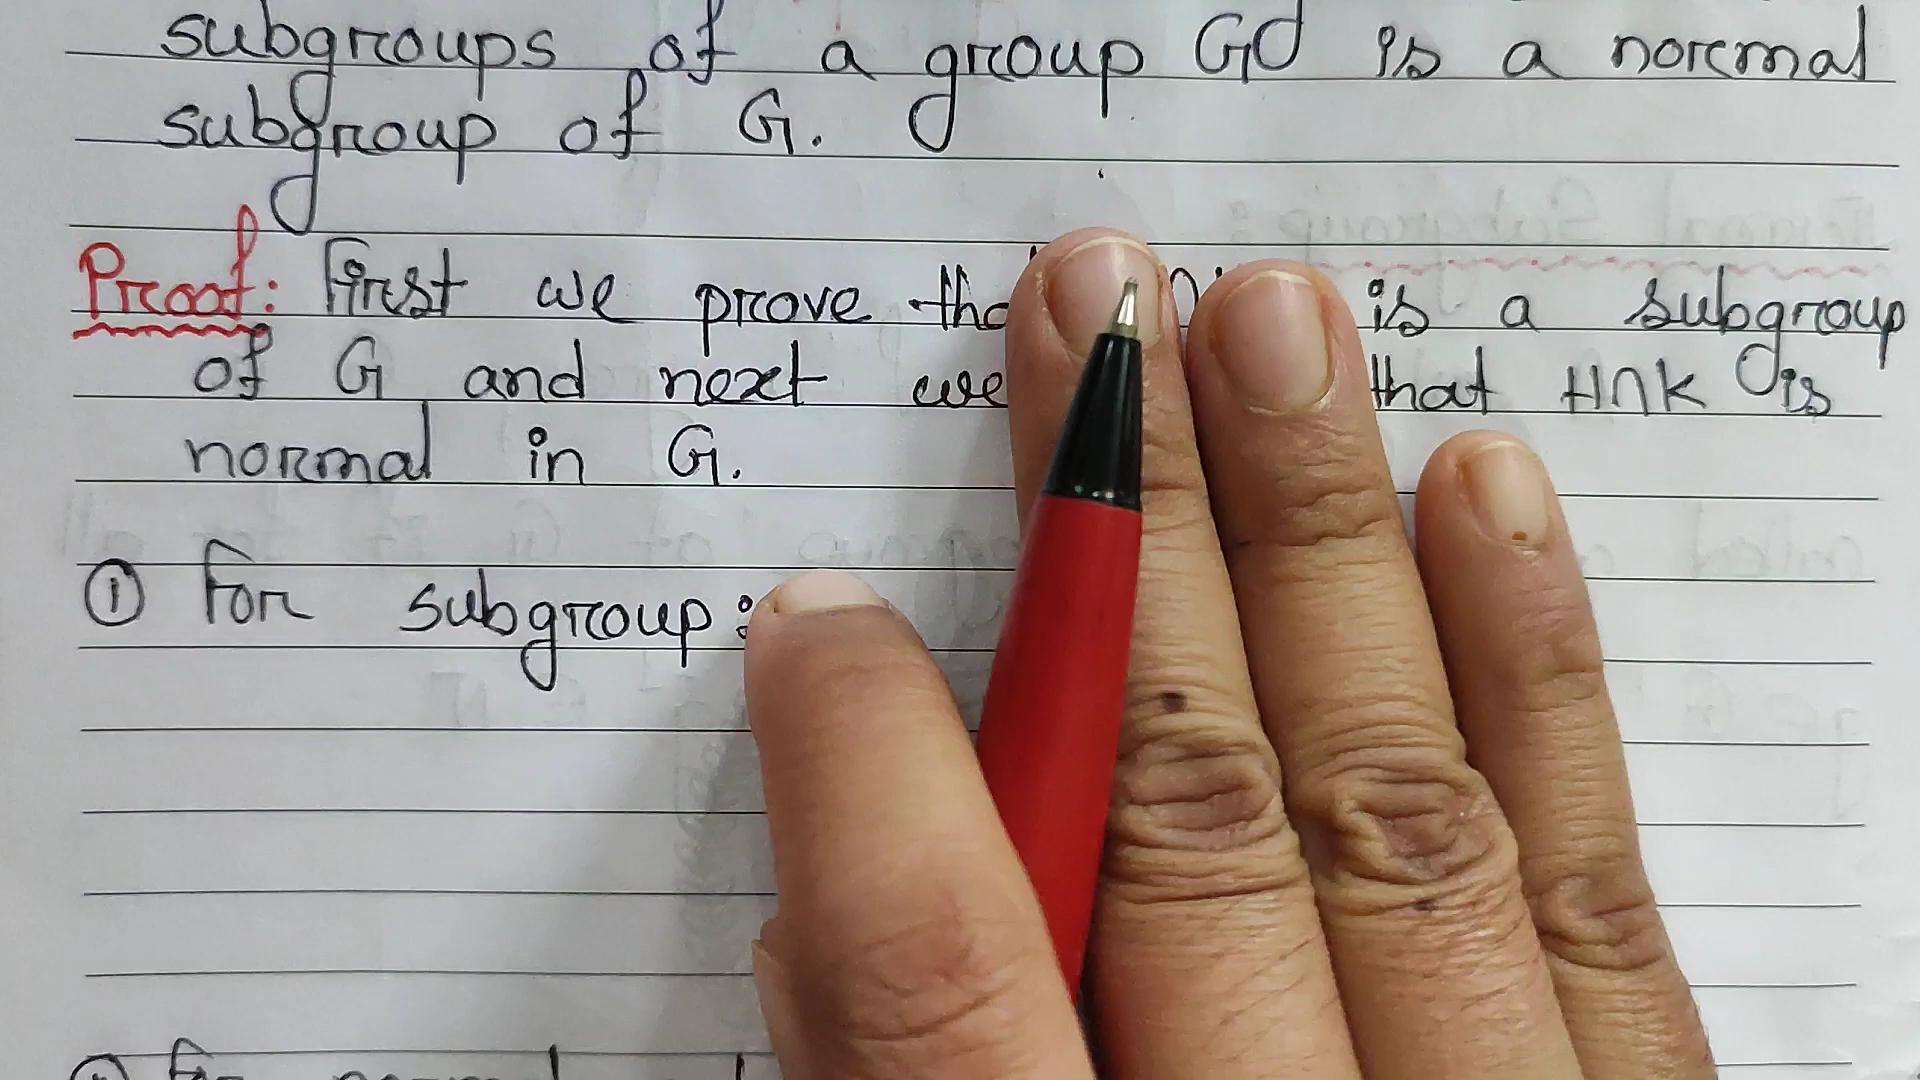 subgroups of a group G is a normal
subgroup of G.
Proof: First we prove is a subgroup
of G and next we that H∩K is
normal in G.
① For subgroup: